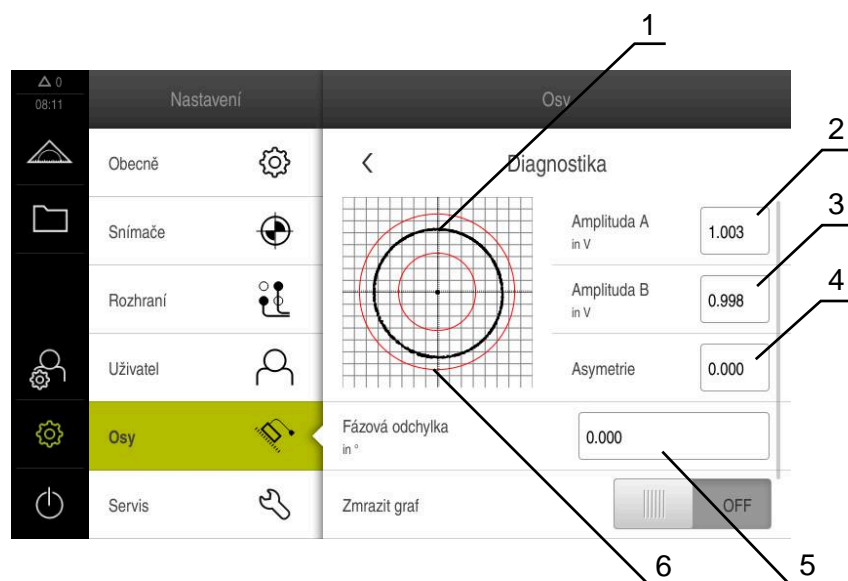 1
△ 0
08:11
Nastavení
Osy
2
Obecně
Diagnostika
3
Snímače
Amplituda A
in V
1.003
4
Rozhraní
Amplituda B
in V
0.998
Uživatel
Asymetrie
0.000
Osy
Fázová odchylka
in °
0.000
Servis
Zmrazit graf
OFF
6
5